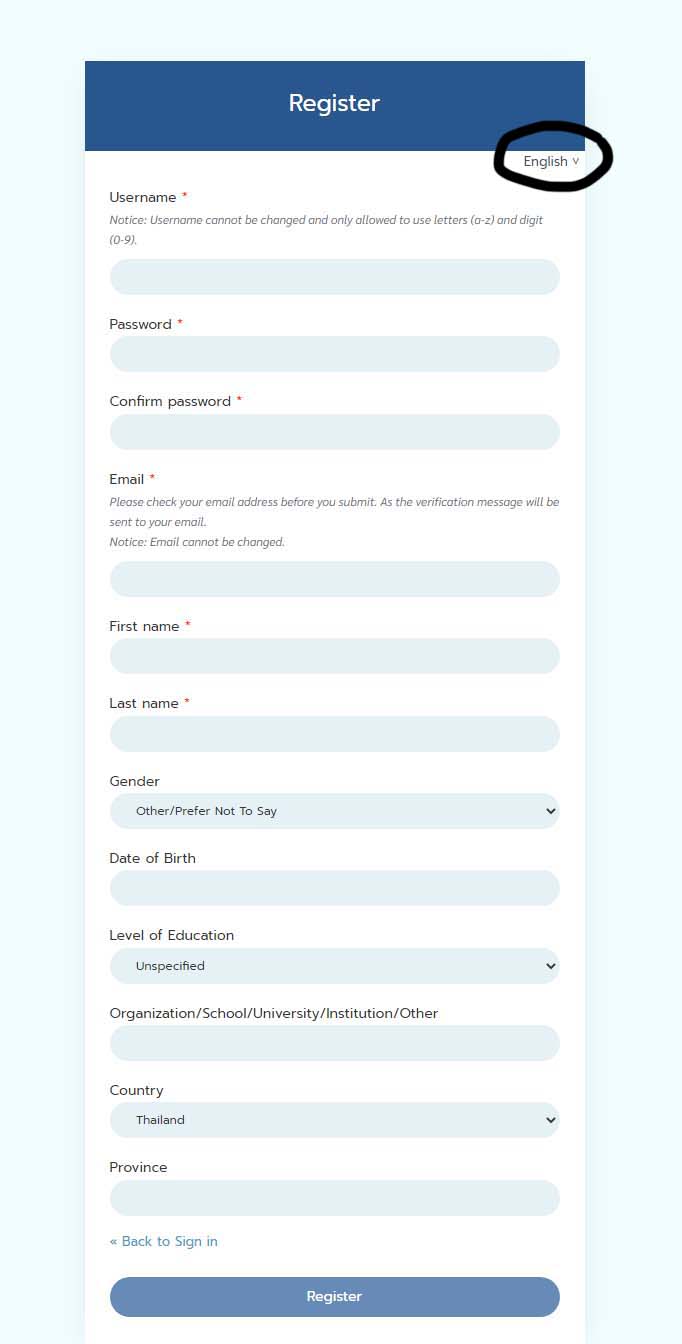 Register
English v
Username *
Notice: Username cannot be changed and only allowed to use letters (a-z) and digit
(0-9).
Password *
Confirm password *
Email *
Please check your email address before you submit. As the verification message will be
sent to your email.
Notice: Email cannot be changed.
First name *
Last name *
Gender
Other/Prefer Not To Say
Date of Birth
Level of Education
Unspecified
Organization/School/University/Institution/Other
Country
Thailand
Province
« Back to Sign in
Register